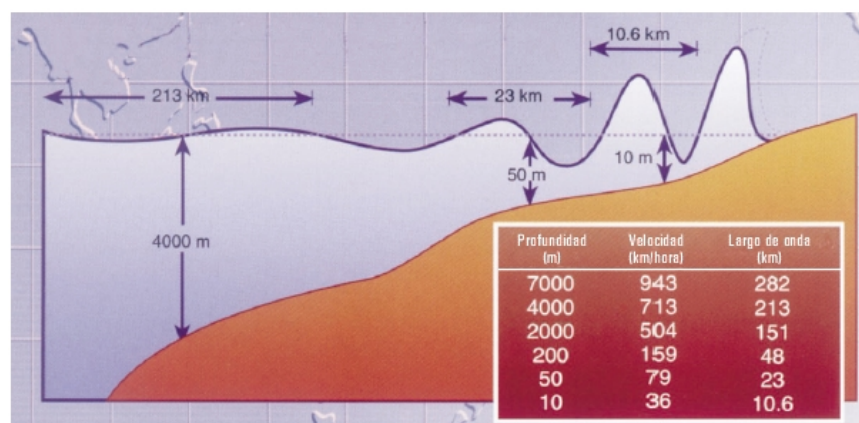 10.6 km
213 km
23 km
10 m
50 m
4000 m
Profundidad Velocidad Largo de onda
(m) (km/hora) (km)
7000 943 282
4000 713 213
2000 504 151
200 159 48
50 79 23
10 36 10.6